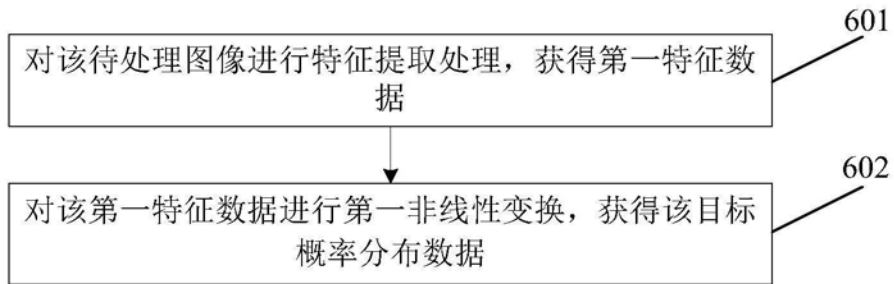 601
对该待处理图像进行特征提取处理，获得第一特征数
据
602
对该第一特征数据进行第一非线性变换，获得该目标
概率分布数据